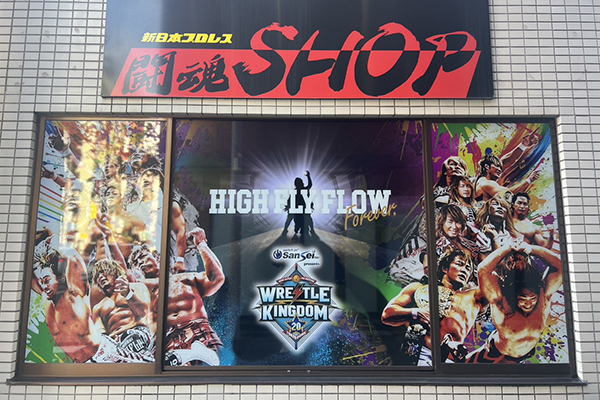 新日本プロレス
闘魂SHOP
HIGH FLY FLOW
Forever.
SanSei
presents
WRESTLE
KINGDOM
20